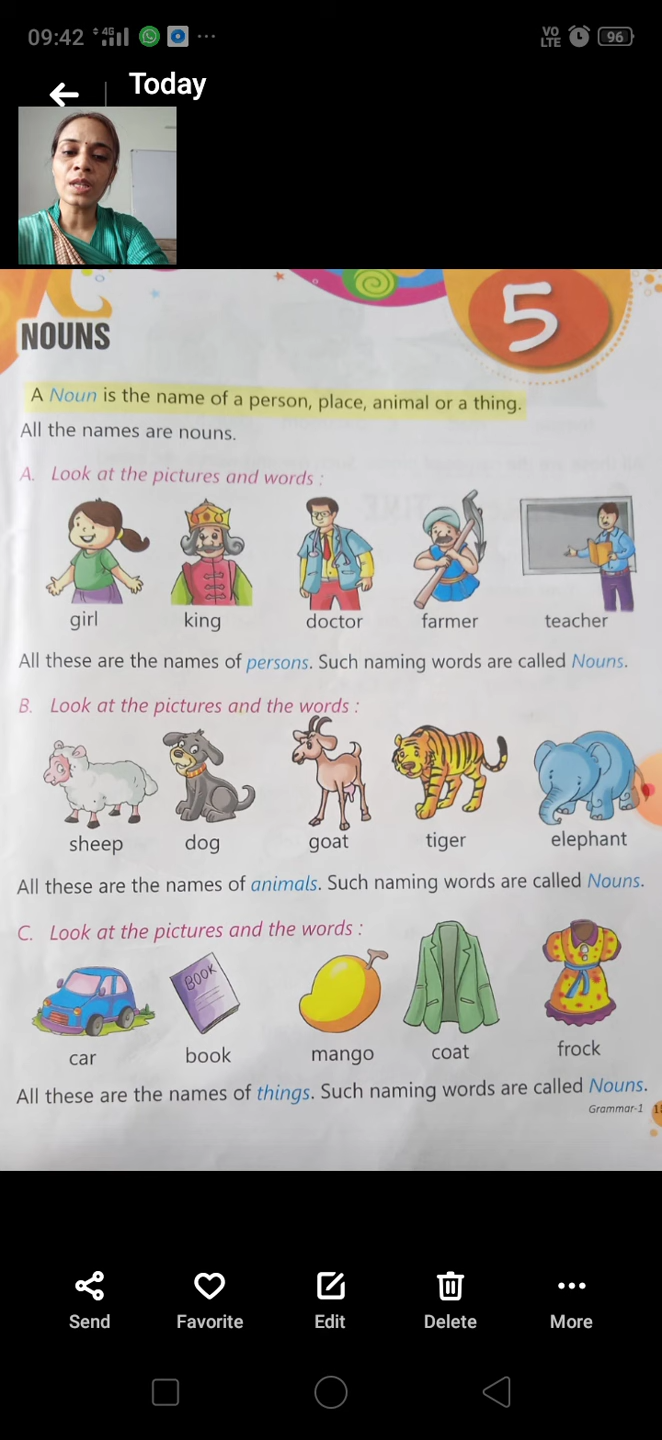 09:42 4G VO LTE 96
Today
5
NOUNS
A Noun is the name of a person, place, animal or a thing.
All the names are nouns.
A. Look at the pictures and words :
girl king doctor farmer teacher
All these are the names of persons. Such naming words are called Nouns.
B. Look at the pictures and the words :
sheep dog goat tiger elephant
All these are the names of animals. Such naming words are called Nouns.
C. Look at the pictures and the words :
BOOK
car book mango coat frock
All these are the names of things. Such naming words are called Nouns.
Grammar-1
Send Favorite Edit Delete More